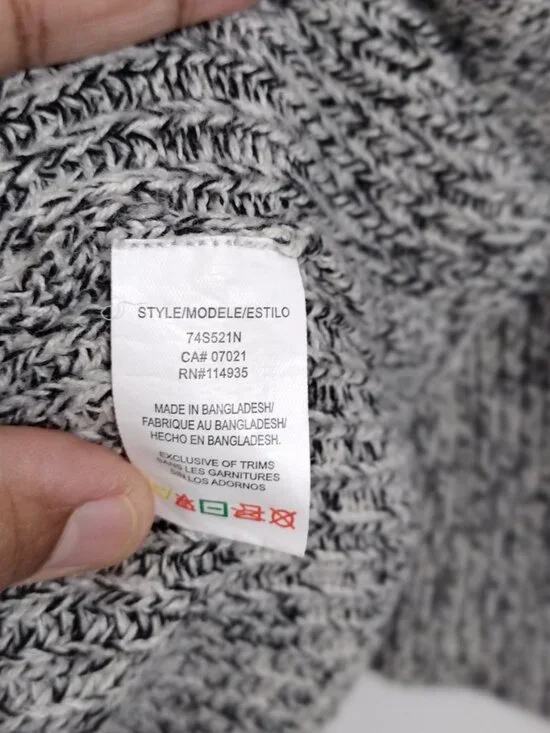 STYLE/MODELE/ESTILO
74S521N
CA# 07021
RN#114935
MADE IN BANGLADESH/
FABRIQUE AU BANGLADESH/
HECHO EN BANGLADESH.
EXCLUSIVE OF TRIMS
SANS LES GARNITURES
SIN LOS ADORNOS